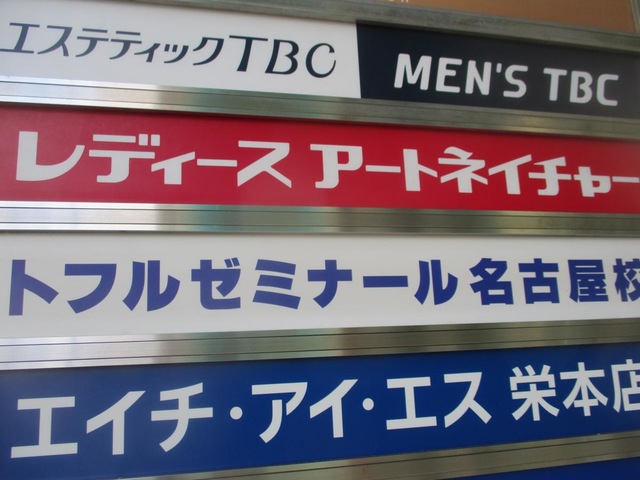 エステティックTBC MEN'S TBC
レディース アートネイチャー
トフルゼミナール 名古屋校
エイチ・アイ・エス 栄本店